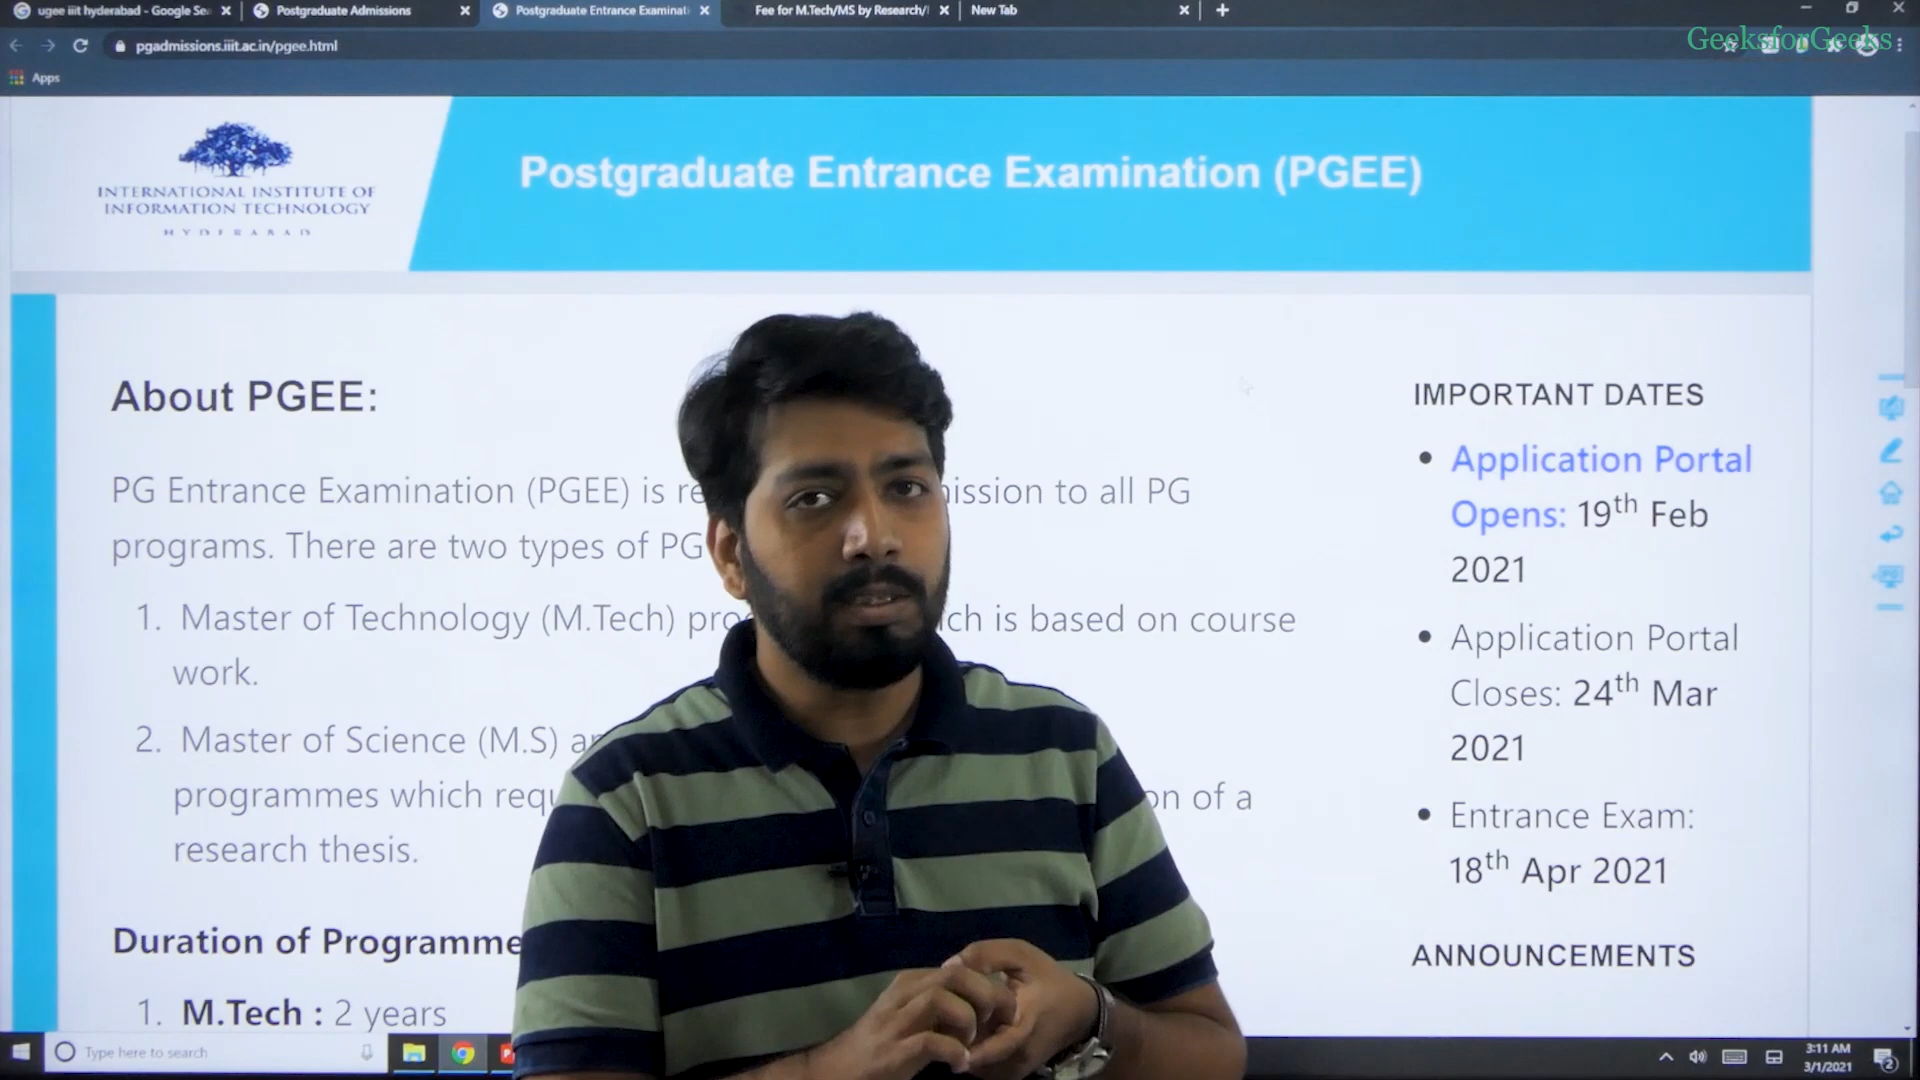 ugee iiit hyderabad - Google Se
Postgraduate Admissions
Postgraduate Entrance Examinati
Fee for M.Tech/MS by Research/
New Tab
pgadmissions.iiit.ac.in/pgee.html
GeeksforGeeks
Apps
INTERNATIONAL INSTITUTE OF
INFORMATION TECHNOLOGY
HYDERABAD
Postgraduate Entrance Examination (PGEE)
About PGEE:
PG Entrance Examination (PGEE) is re ission to all PG
programs. There are two types of PG
1. Master of Technology (M.Tech) pro ch is based on course
work.
2. Master of Science (M.S) an
programmes which requ on of a
research thesis.
Duration of Programme
1. M.Tech : 2 years
IMPORTANT DATES
• Application Portal
Opens: 19th Feb
2021
• Application Portal
Closes: 24th Mar
2021
• Entrance Exam:
18th Apr 2021
ANNOUNCEMENTS
Type here to search
3:11 AM
3/1/2021
2